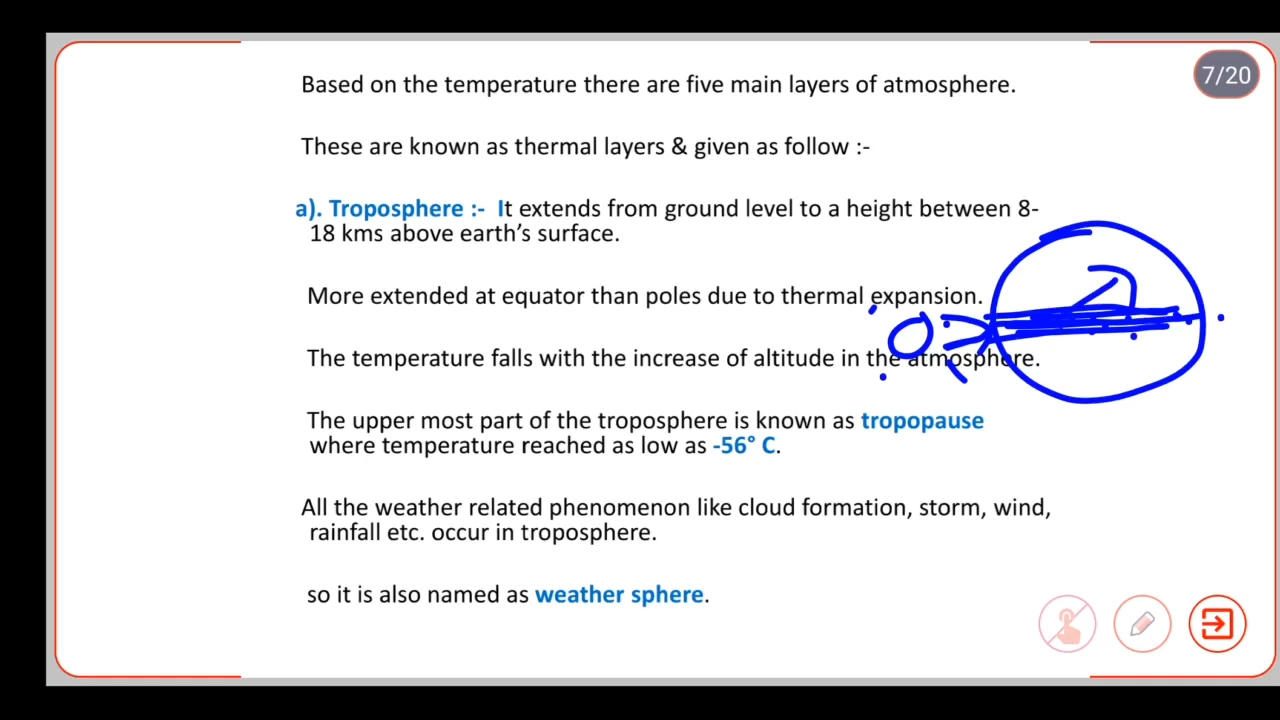 7/20
Based on the temperature there are five main layers of atmosphere.
These are known as thermal layers & given as follow :-
a). Troposphere :- It extends from ground level to a height between 8-
18 kms above earth’s surface.
More extended at equator than poles due to thermal expansion.
The temperature falls with the increase of altitude in the atmosphere.
The upper most part of the troposphere is known as tropopause
where temperature reached as low as -56° C.
All the weather related phenomenon like cloud formation, storm, wind,
rainfall etc. occur in troposphere.
so it is also named as weather sphere.